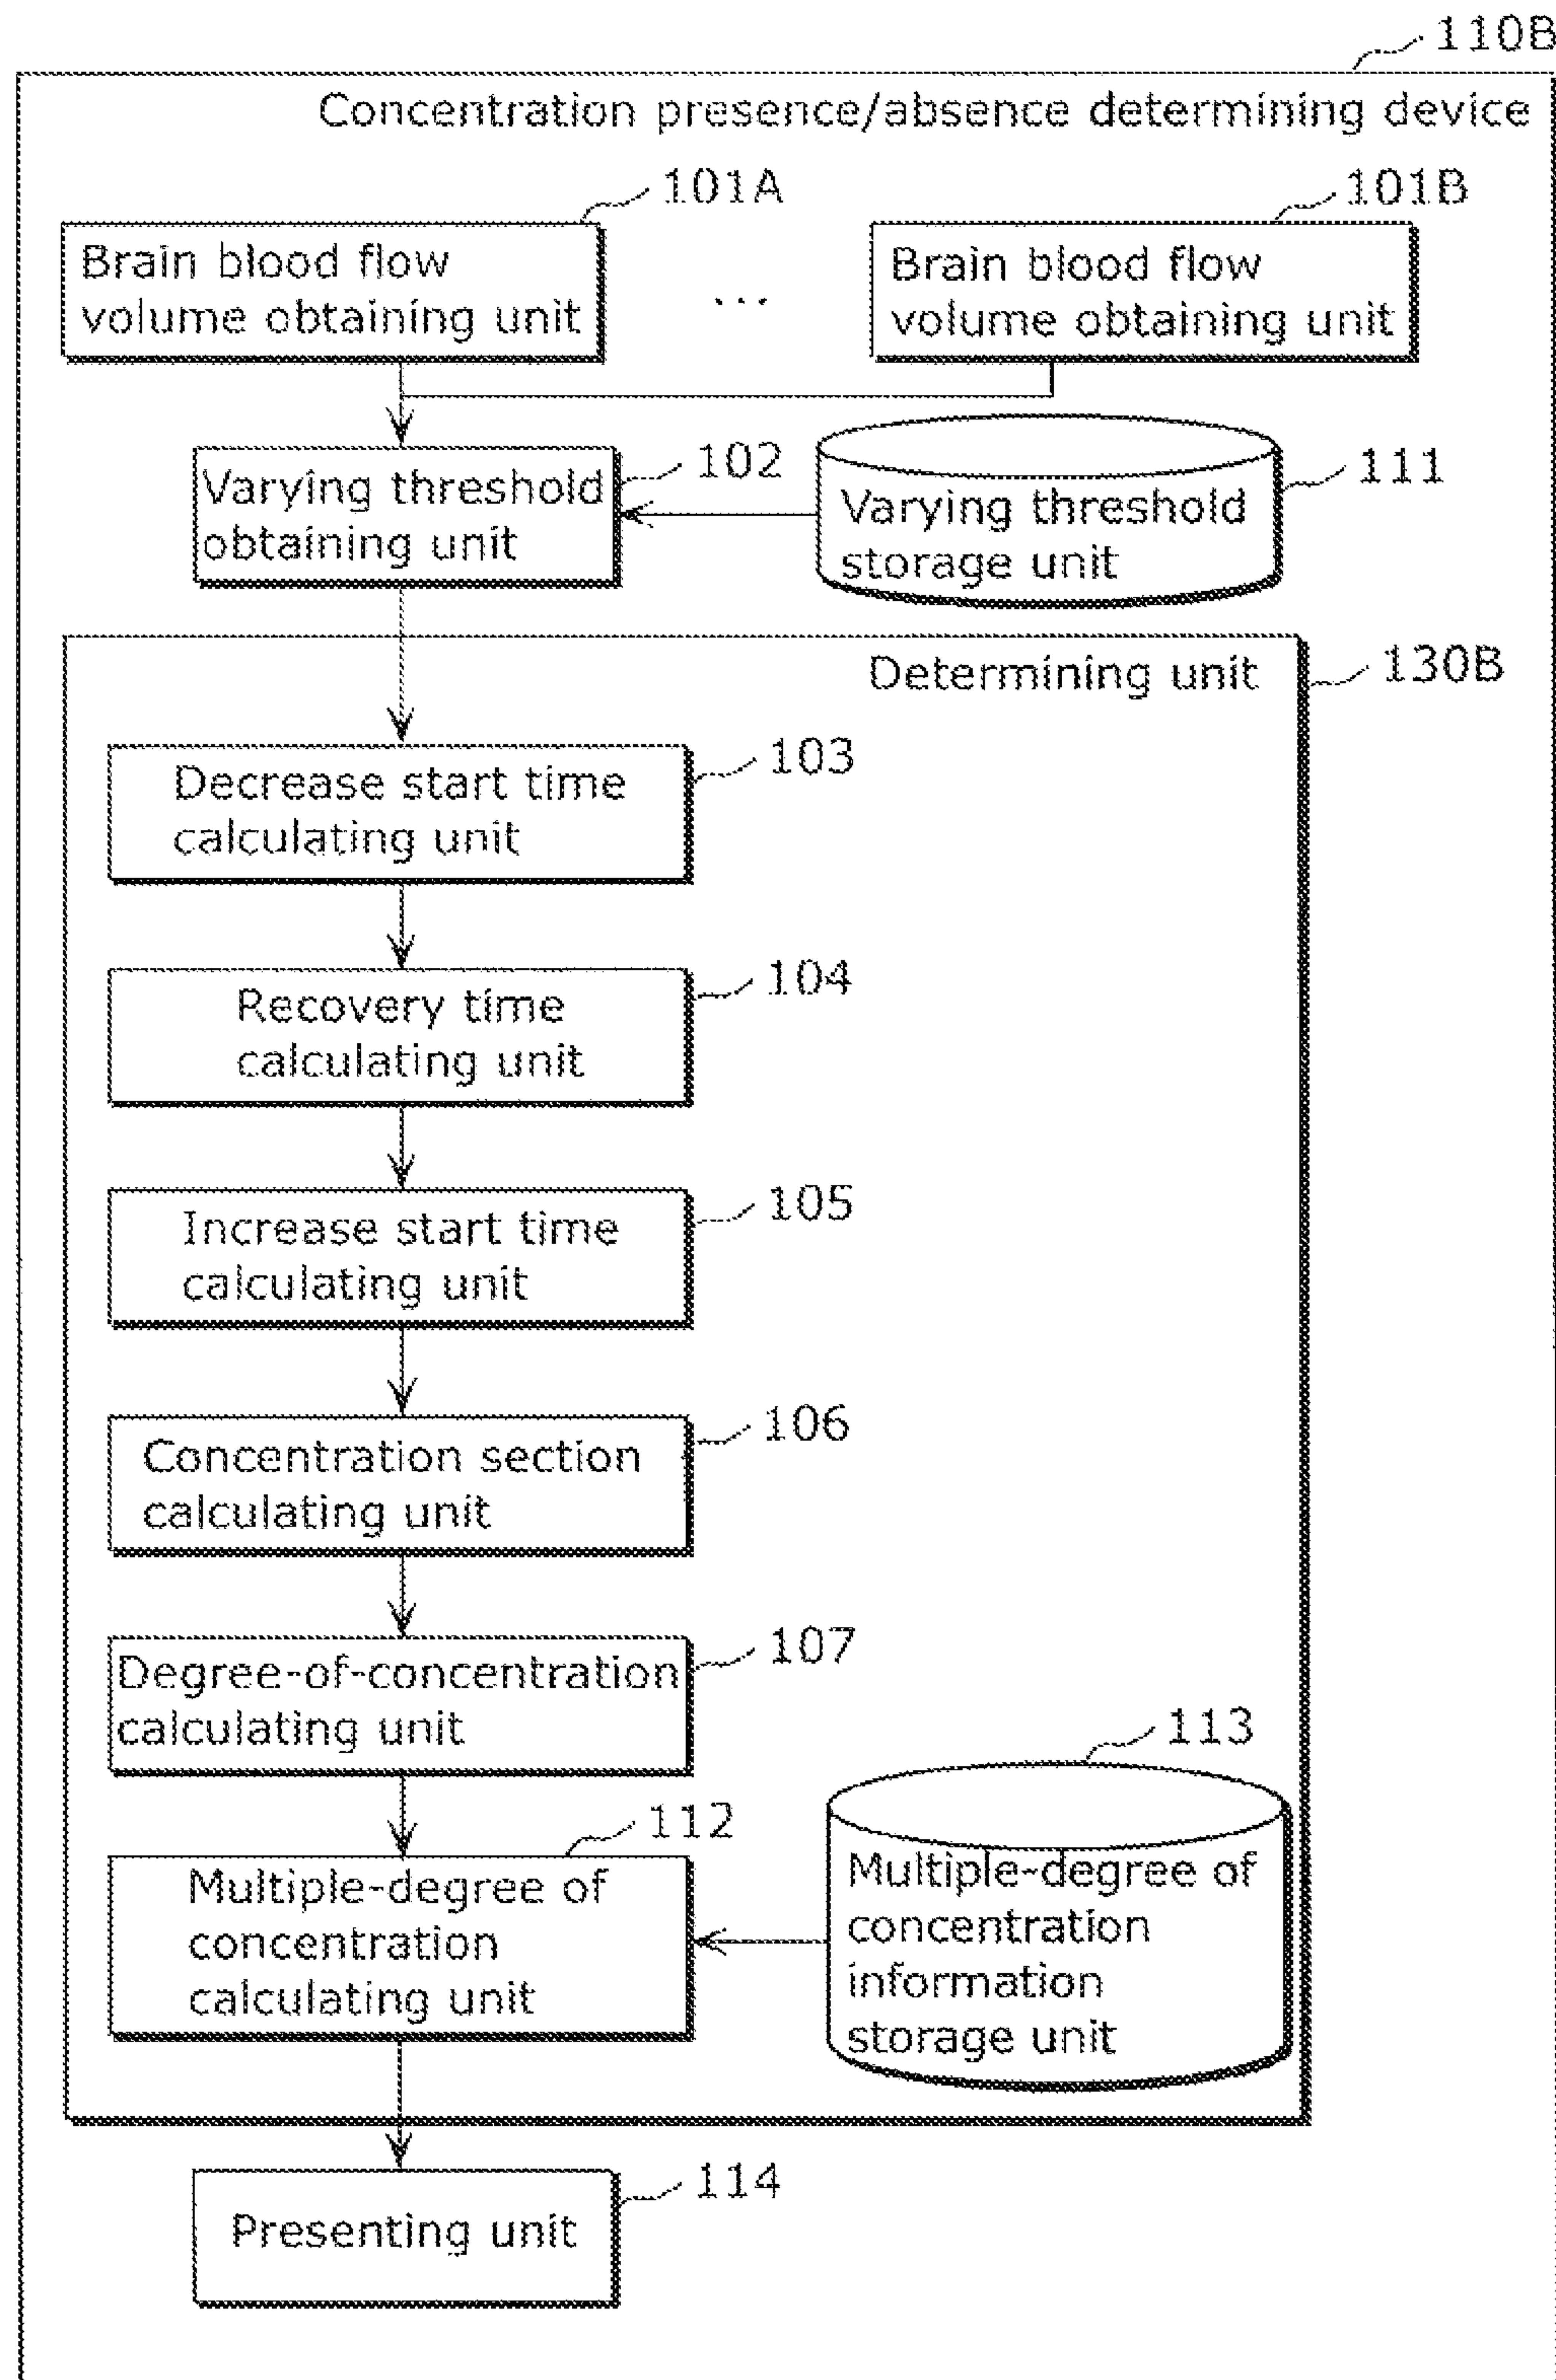 110B
Concentration presence/absence determining device
101A
101B
Brain blood flow
volume obtaining unit
...
Brain blood flow
volume obtaining unit
102
Varying threshold
obtaining unit
111
Varying threshold
storage unit
Determining unit
130B
103
Decrease start time
calculating unit
104
Recovery time
calculating unit
105
Increase start time
calculating unit
106
Concentration section
calculating unit
107
Degree-of-concentration
calculating unit
113
112
Multiple-degree of
concentration
calculating unit
Multiple-degree of
concentration
information
storage unit
114
Presenting unit